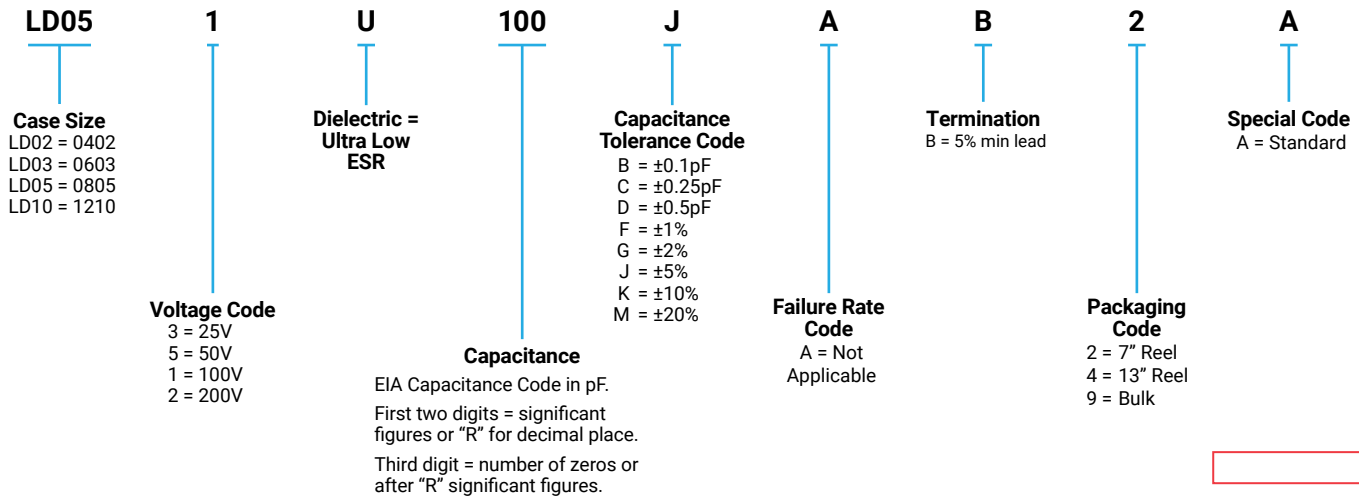 LD05 1 U 100 J A B 2 A
Case Size
LD02 = 0402
LD03 = 0603
LD05 = 0805
LD10 = 1210
Voltage Code
3 = 25V
5 = 50V
1 = 100V
2 = 200V
Dielectric =
Ultra Low
ESR
Capacitance
EIA Capacitance Code in pF.
First two digits = significant
figures or “R” for decimal place.
Third digit = number of zeros or
after “R” significant figures.
Capacitance
Tolerance Code
B = ±0.1pF
C = ±0.25pF
D = ±0.5pF
F = ±1%
G = ±2%
J = ±5%
K = ±10%
M = ±20%
Failure Rate
Code
A = Not
Applicable
Termination
B = 5% min lead
Packaging
Code
2 = 7” Reel
4 = 13” Reel
9 = Bulk
Special Code
A = Standard